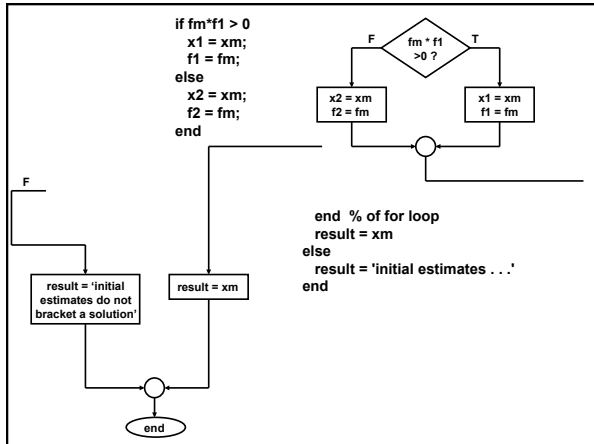 if fm*f1 > 0
x1 = xm;
f1 = fm;
else
x2 = xm;
f2 = fm;
end
F
fm * f1
>0 ?
T
x2 = xm
f2 = fm
x1 = xm
f1 = fm
F
end % of for loop
result = xm
else
result = 'initial estimates . . .'
end
result = ‘initial
estimates do not
bracket a solution’
result = xm
end